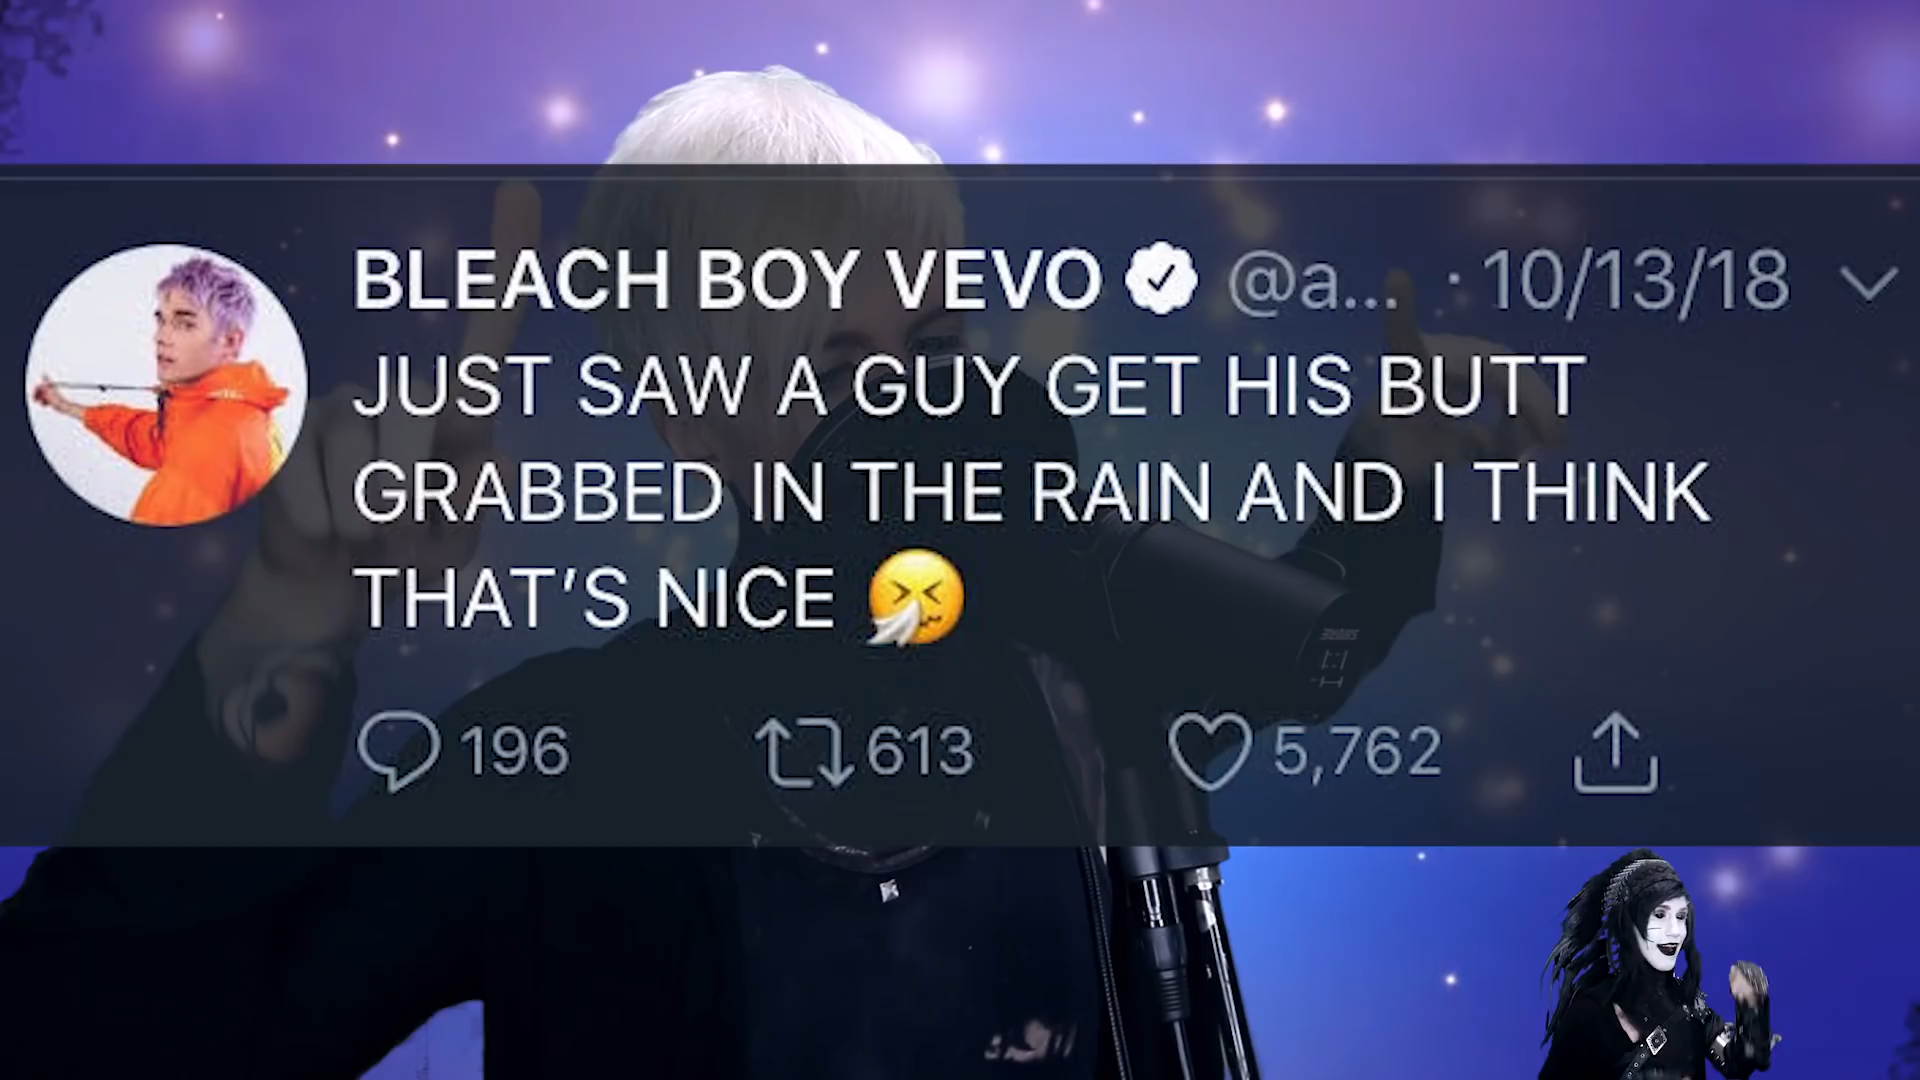 BLEACH BOY VEVO @a... · 10/13/18
JUST SAW A GUY GET HIS BUTT
GRABBED IN THE RAIN AND I THINK
THAT’S NICE 🤧
196 613 5,762